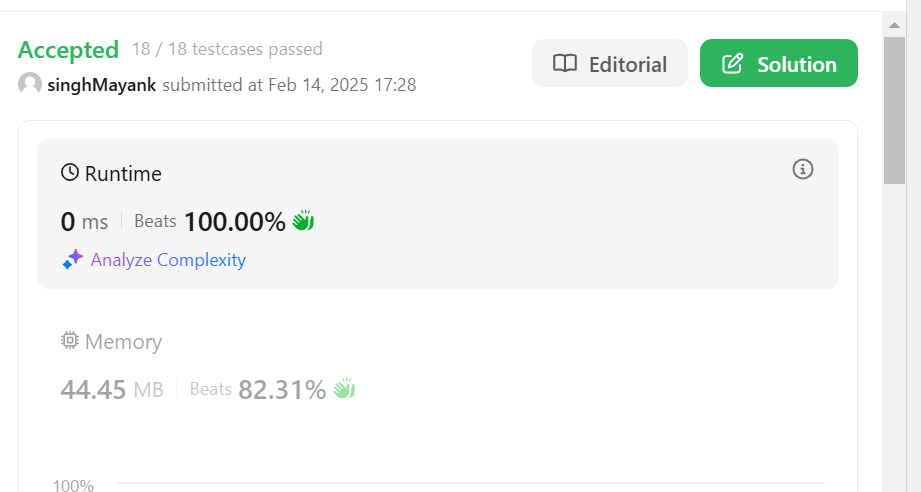 Accepted 18 / 18 testcases passed
singhMayank submitted at Feb 14, 2025 17:28
Editorial
Solution
Runtime
0 ms Beats 100.00%
Analyze Complexity
Memory
44.45 MB Beats 82.31%
100%